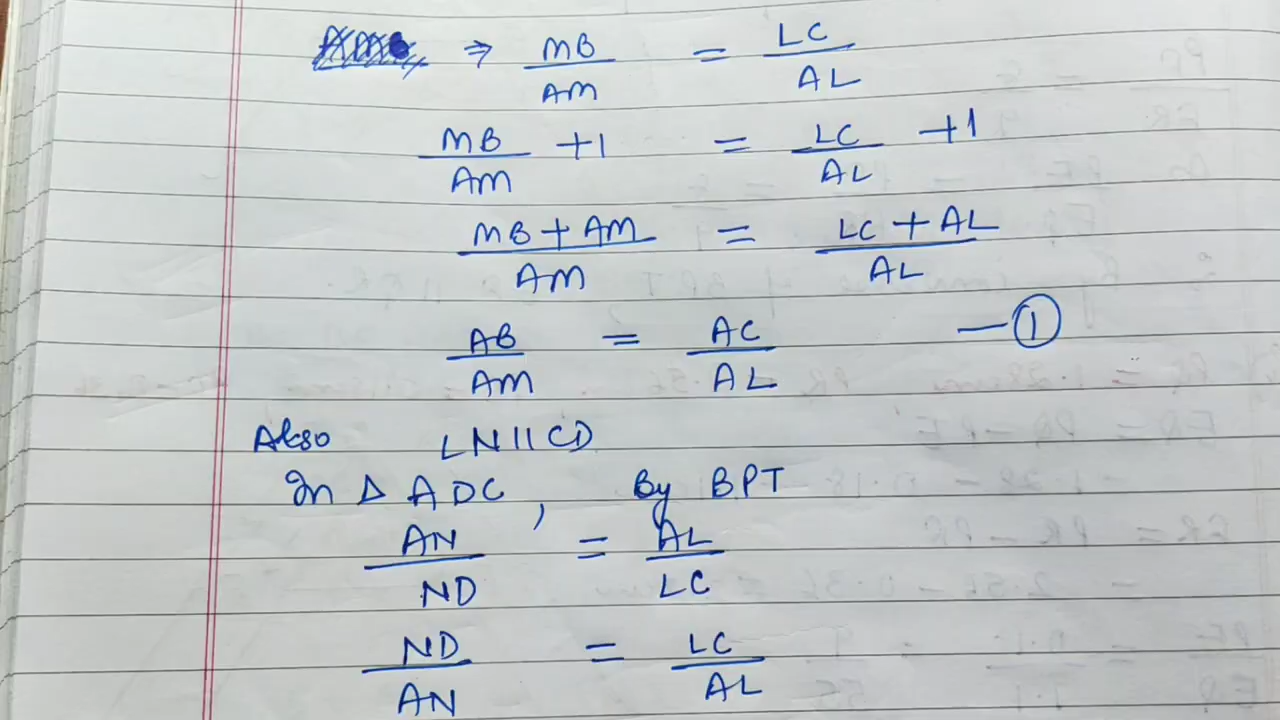 ⇒ MB/AM = LC/AL
MB/AM +1 = LC/AL +1
MB + AM/AM = LC + AL/AL
AB/AM = AC/AL — ①
Also LN || CD
In Δ ADC, By BPT
AN/ND = AL/LC
ND/AN = LC/AL